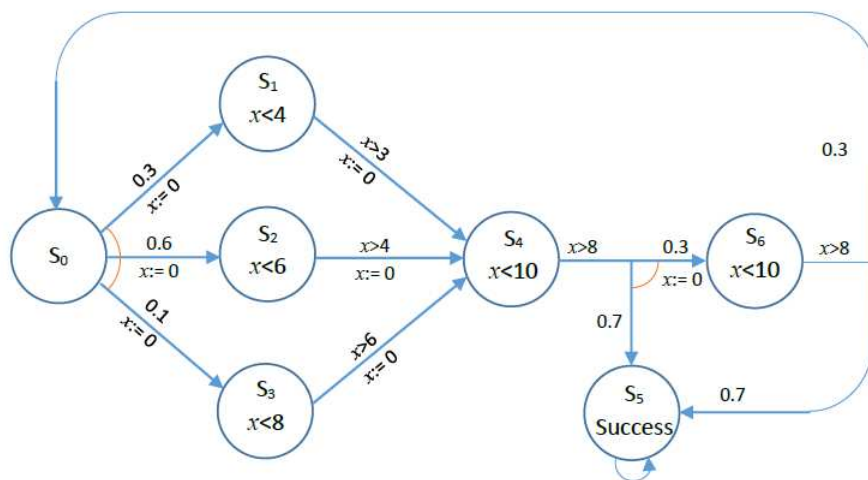 S₁
x<4
0.3
x:= 0
x>3
x:= 0
0.3
S₀
0.6
x:= 0
S₂
x<6
x>4
x:= 0
S₄
x<10
x>8
0.3
x:= 0
S₆
x<10
x>8
0.1
x:= 0
x>6
x:= 0
0.7
S₃
x<8
S₅
Success
0.7